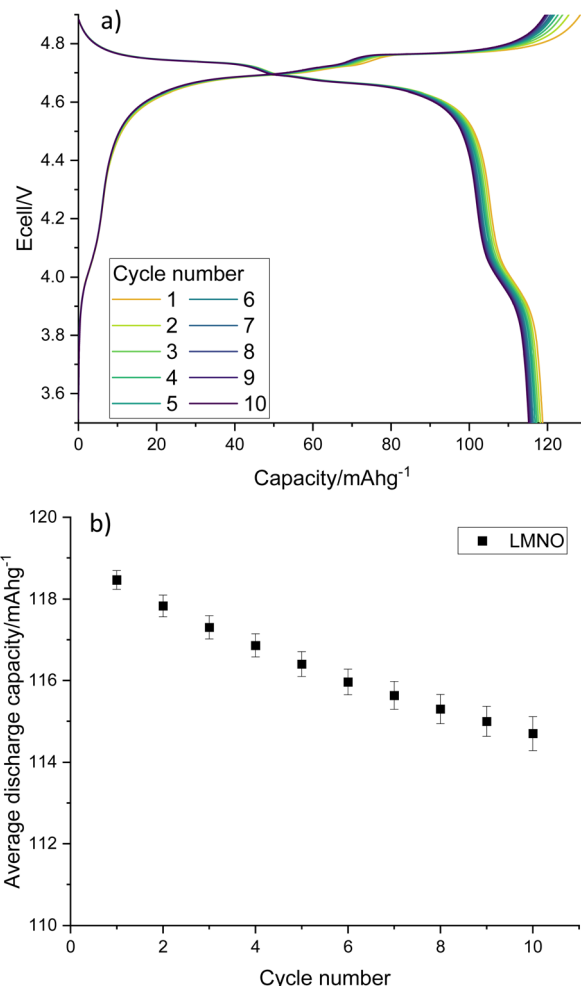 a)
4.8
4.6
4.4
4.2
4.0
3.8
3.6
Ecell/V
Cycle number
1 6
2 7
3 8
4 9
5 10
0 20 40 60 80 100 120
Capacity/mAhg⁻¹
b)
LMNO
120
118
116
114
112
110
Average discharge capacity/mAhg⁻¹
0 2 4 6 8 10
Cycle number